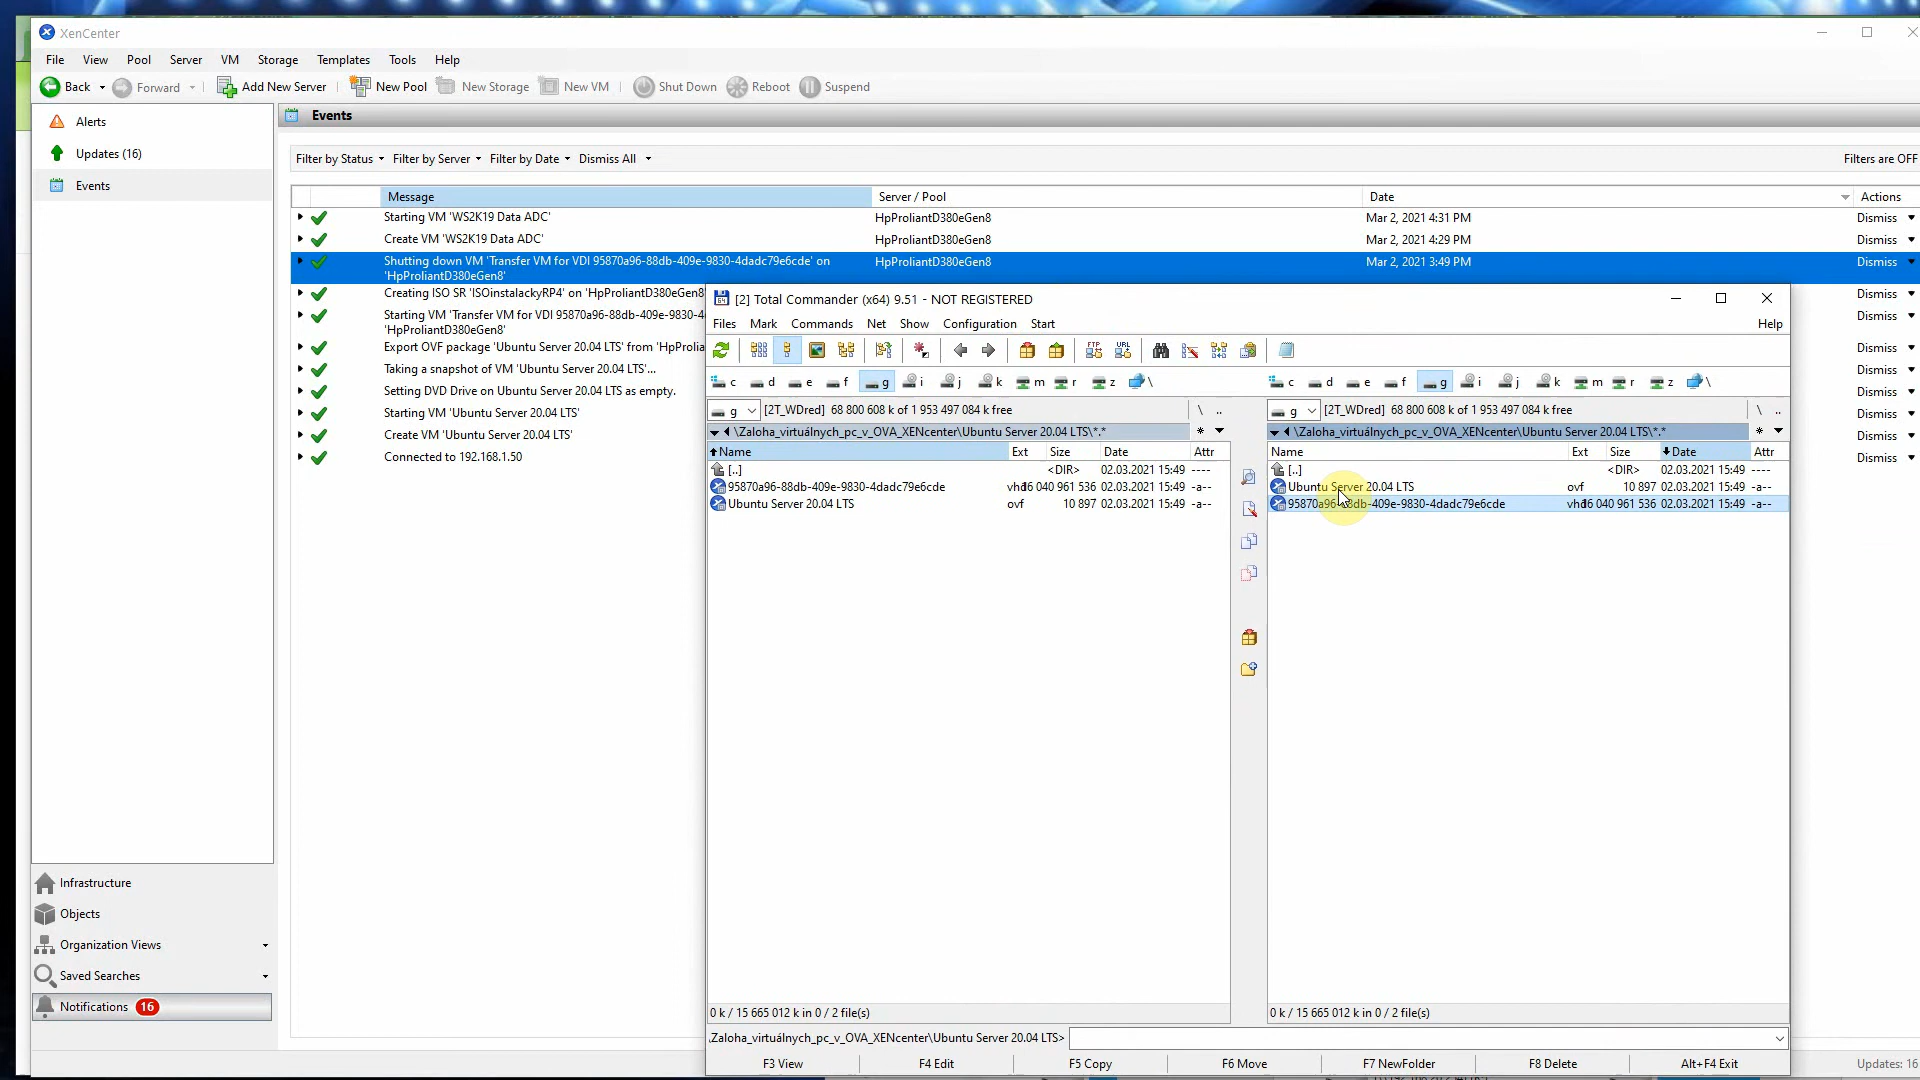 XenCenter
File View Pool Server VM Storage Templates Tools Help
Back Forward Add New Server New Pool New Storage New VM Shut Down Reboot Suspend
Alerts
Updates (16)
Events
Events
Filter by Status Filter by Server Filter by Date Dismiss All Filters are OFF
Message Server / Pool Date Actions
Starting VM 'WS2K19 Data ADC' HpProliantD380eGen8 Mar 2, 2021 4:31 PM Dismiss
Create VM 'WS2K19 Data ADC' HpProliantD380eGen8 Mar 2, 2021 4:29 PM Dismiss
Shutting down VM 'Transfer VM for VDI 95870a96-88db-409e-9830-4dadc79e6cde' on HpProliantD380eGen8 Mar 2, 2021 3:49 PM Dismiss
'HpProliantD380eGen8'
Creating ISO SR 'ISOinstalackyRP4' on 'HpProliantD380eGen8 Dismiss
Starting VM 'Transfer VM for VDI 95870a96-88db-409e-9830-4 Dismiss
'HpProliantD380eGen8'
Export OVF package 'Ubuntu Server 20.04 LTS' from 'HpProlia Dismiss
Taking a snapshot of VM 'Ubuntu Server 20.04 LTS'... Dismiss
Setting DVD Drive on Ubuntu Server 20.04 LTS as empty. Dismiss
Starting VM 'Ubuntu Server 20.04 LTS' Dismiss
Create VM 'Ubuntu Server 20.04 LTS' Dismiss
Connected to 192.168.1.50 Dismiss
Infrastructure
Objects
Organization Views
Saved Searches
Notifications 16
Updates: 16
[2] Total Commander (x64) 9.51 - NOT REGISTERED
Files Mark Commands Net Show Configuration Start Help
FTP URL
c d e f g i j k m r z \ c d e f g i j k m r z \
g [2T_WDred] 68 800 608 k of 1 953 497 084 k free \ .. g [2T_WDred] 68 800 608 k of 1 953 497 084 k free \ ..
\Zaloha_virtuálnych_pc_v_OVA_XENcenter\Ubuntu Server 20.04 LTS\*.* * \Zaloha_virtuálnych_pc_v_OVA_XENcenter\Ubuntu Server 20.04 LTS\*.* *
Name Ext Size Date Attr Name Ext Size Date Attr
[..] <DIR> 02.03.2021 15:49 ---- [..] <DIR> 02.03.2021 15:49 ----
95870a96-88db-409e-9830-4dadc79e6cde vhd 16 040 961 536 02.03.2021 15:49 -a-- Ubuntu Server 20.04 LTS ovf 10 897 02.03.2021 15:49 -a--
Ubuntu Server 20.04 LTS ovf 10 897 02.03.2021 15:49 -a-- 95870a96-88db-409e-9830-4dadc79e6cde vhd 16 040 961 536 02.03.2021 15:49 -a--
0 k / 15 665 012 k in 0 / 2 file(s) 0 k / 15 665 012 k in 0 / 2 file(s)
.Zaloha_virtuálnych_pc_v_OVA_XENcenter\Ubuntu Server 20.04 LTS>
F3 View F4 Edit F5 Copy F6 Move F7 NewFolder F8 Delete Alt+F4 Exit